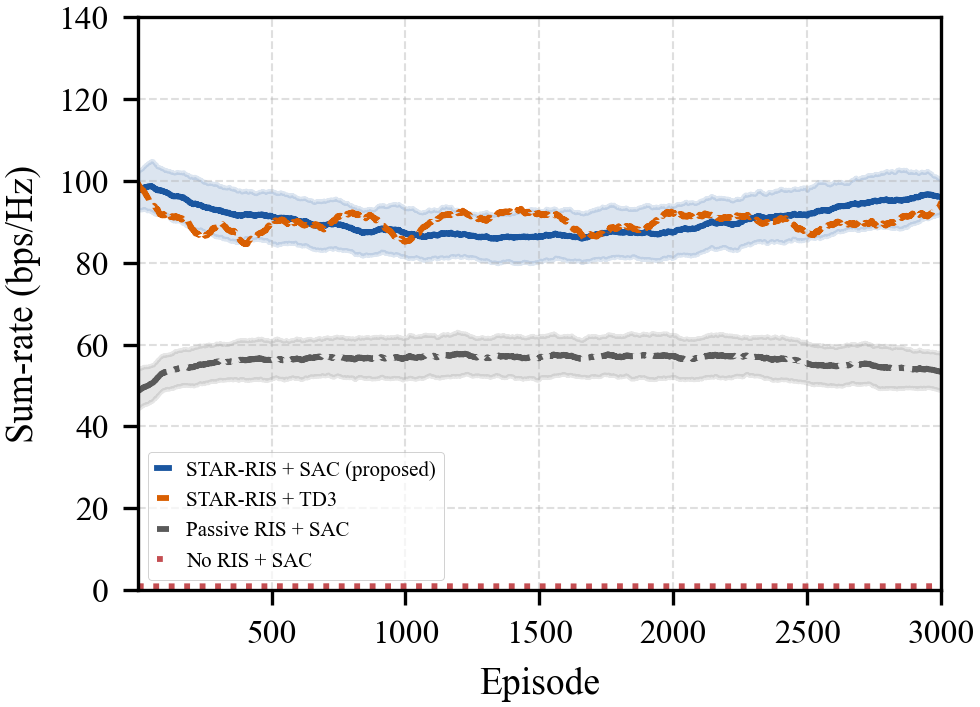 Sum-rate (bps/Hz)
140
120
100
80
60
40
20
0
STAR-RIS + SAC (proposed)
STAR-RIS + TD3
Passive RIS + SAC
No RIS + SAC
500 1000 1500 2000 2500 3000
Episode